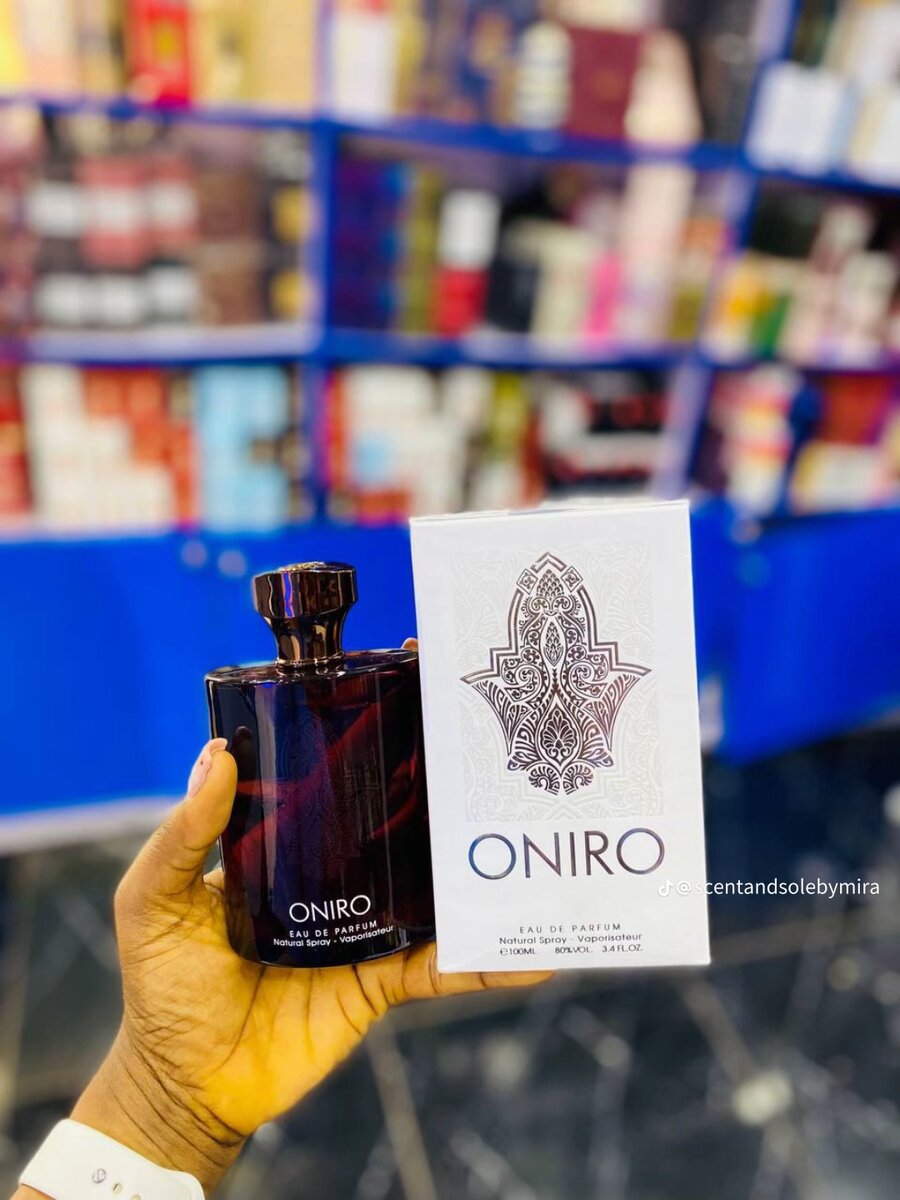 ONIRO
EAU DE PARFUM
Natural Spray - Vaporisateur
ONIRO
@scentandsolebymira
EAU DE PARFUM
Natural Spray - Vaporisateur
℮100ML 80%VOL. 3.4 FL.OZ.